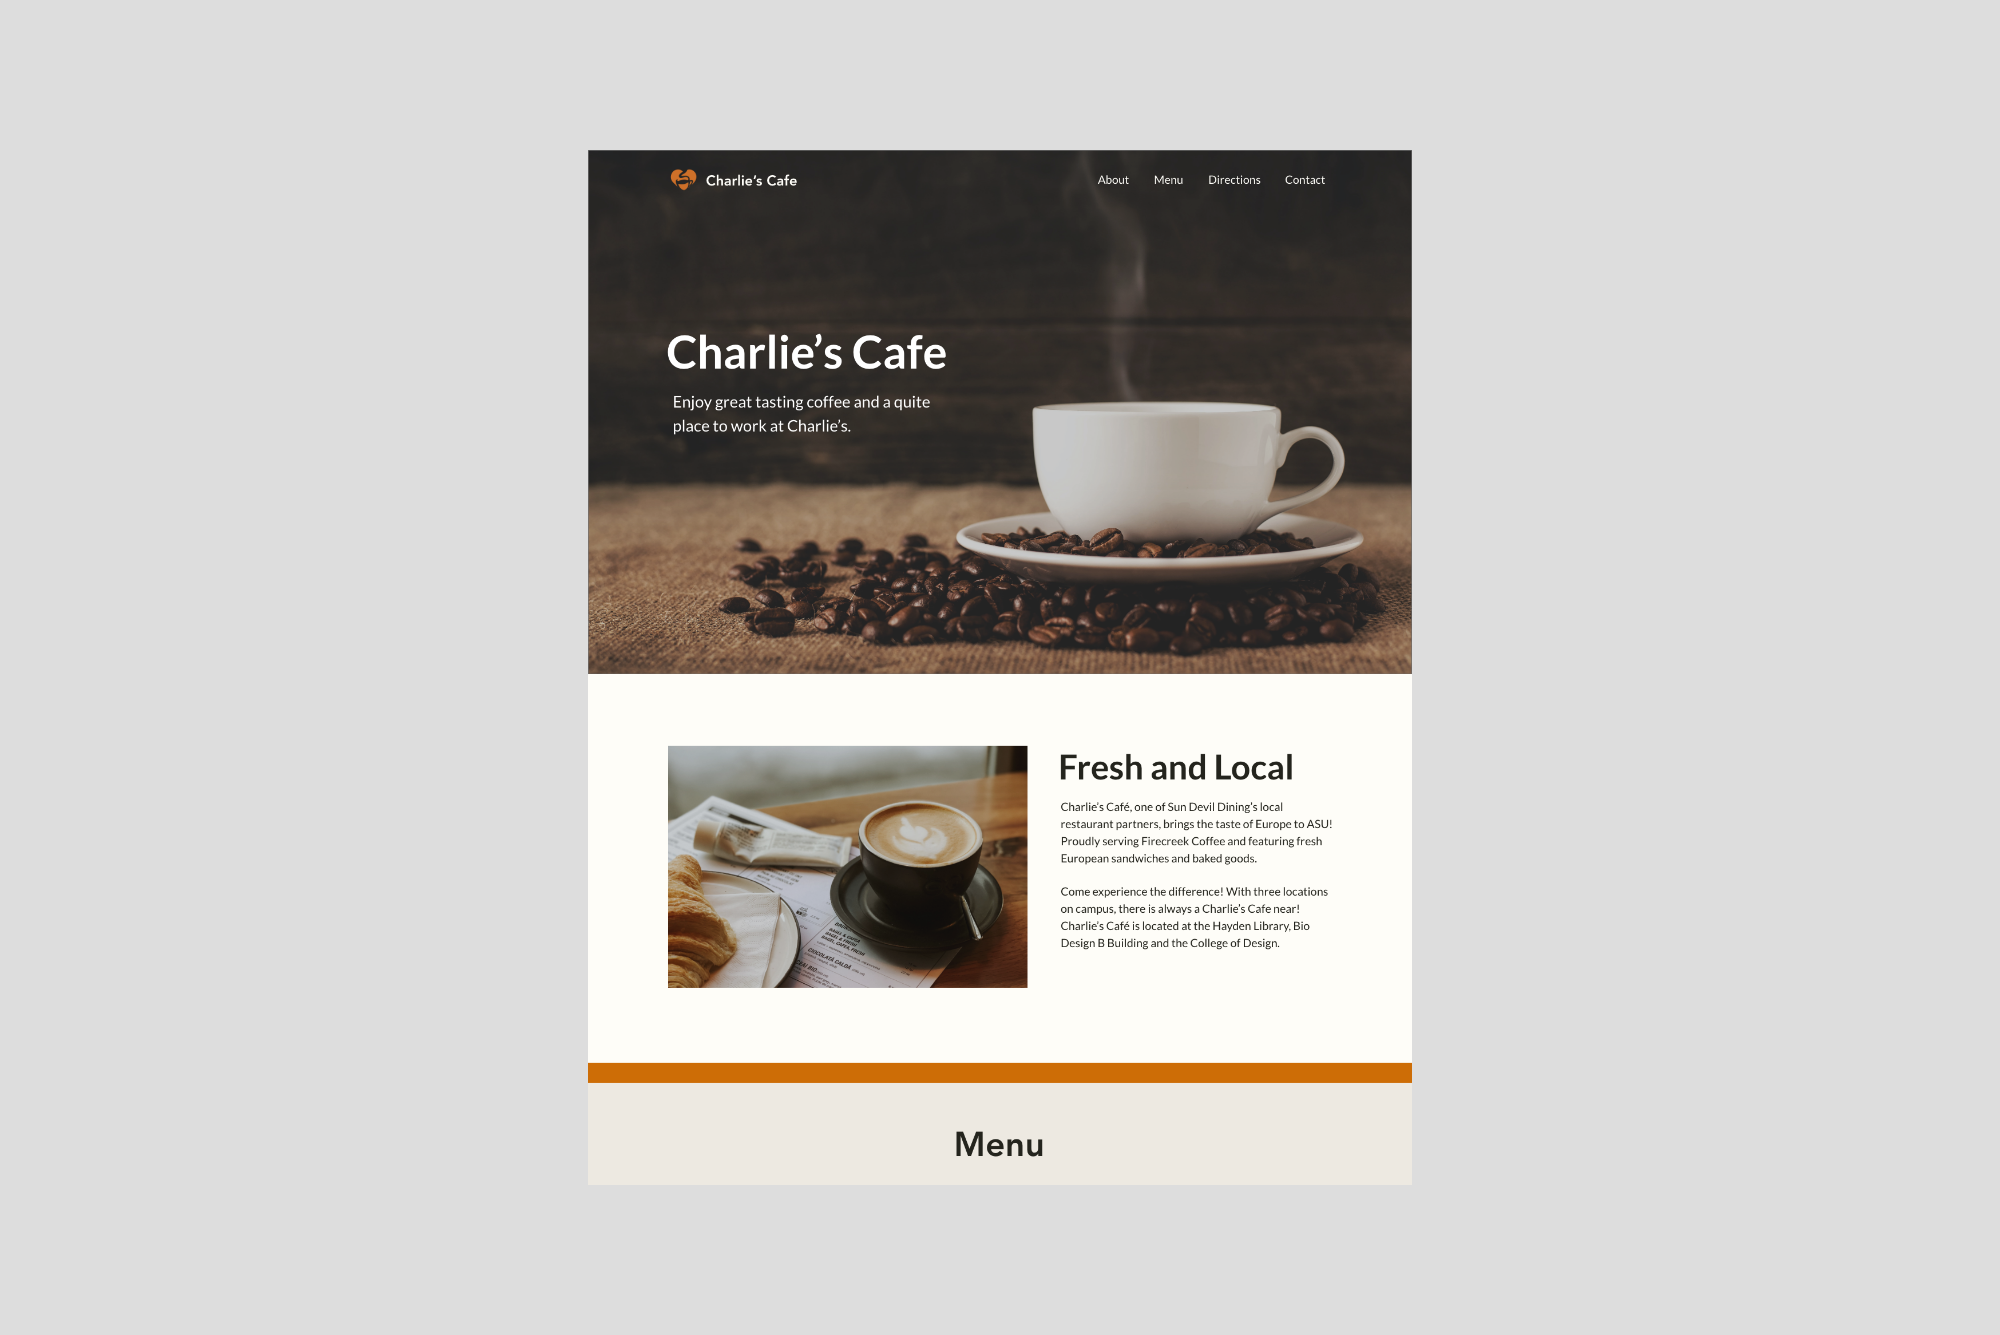 Charlie's Cafe
About Menu Directions Contact
Charlie’s Cafe
Enjoy great tasting coffee and a quite
place to work at Charlie’s.
Fresh and Local
Charlie’s Café, one of Sun Devil Dining’s local
restaurant partners, brings the taste of Europe to ASU!
Proudly serving Firecreek Coffee and featuring fresh
European sandwiches and baked goods.
Come experience the difference! With three locations
on campus, there is always a Charlie’s Cafe near!
Charlie’s Café is located at the Hayden Library, Bio
Design B Building and the College of Design.
BAGEL & FRESH
CIOCOLATĂ CALDĂ
Menu